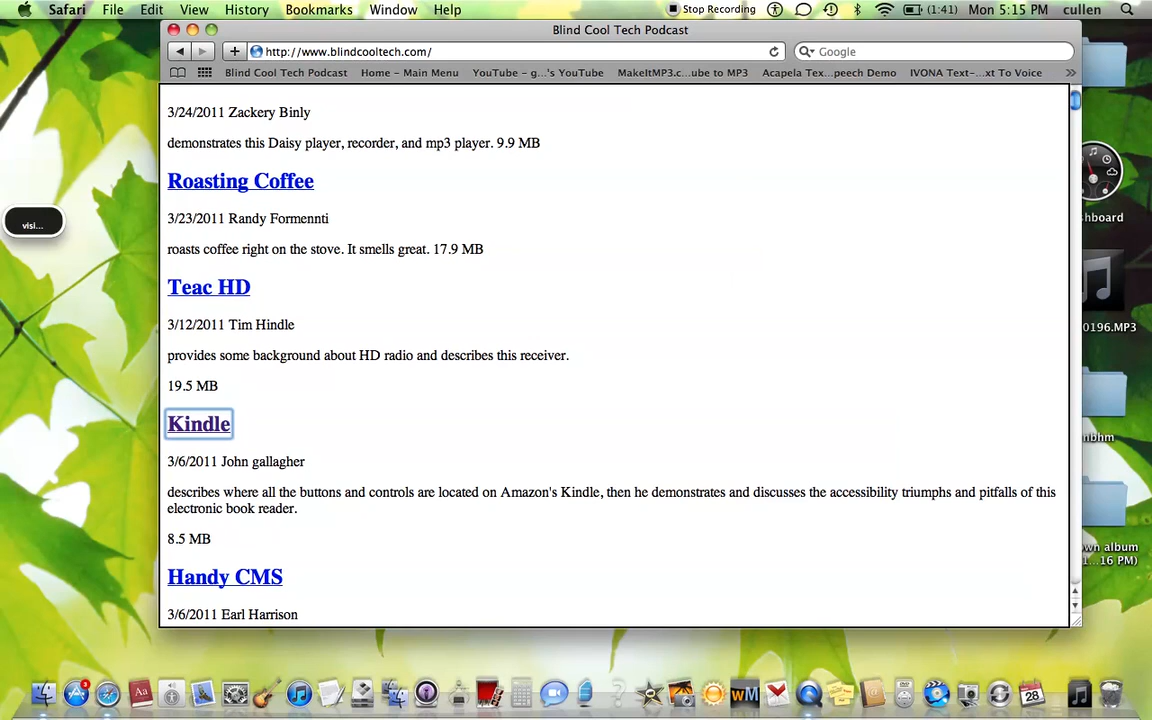 Safari File Edit View History Bookmarks Window Help Stop Recording (1:41) Mon 5:15 PM cullen
Blind Cool Tech Podcast
http://www.blindcooltech.com/ Google
Blind Cool Tech Podcast Home – Main Menu YouTube – g...'s YouTube MakeItMP3.c...ube to MP3 Acapela Tex...peech Demo IVONA Text-...xt To Voice
3/24/2011 Zackery Binly
demonstrates this Daisy player, recorder, and mp3 player. 9.9 MB
Roasting Coffee
3/23/2011 Randy Formennti
roasts coffee right on the stove. It smells great. 17.9 MB
Teac HD
3/12/2011 Tim Hindle
provides some background about HD radio and describes this receiver.
19.5 MB
Kindle
3/6/2011 John gallagher
describes where all the buttons and controls are located on Amazon's Kindle, then he demonstrates and discusses the accessibility triumphs and pitfalls of this
electronic book reader.
8.5 MB
Handy CMS
3/6/2011 Earl Harrison
visi...
shboard
0196.MP3
nbhm
wn album
1...16 PM)
Aa
3
WM
28